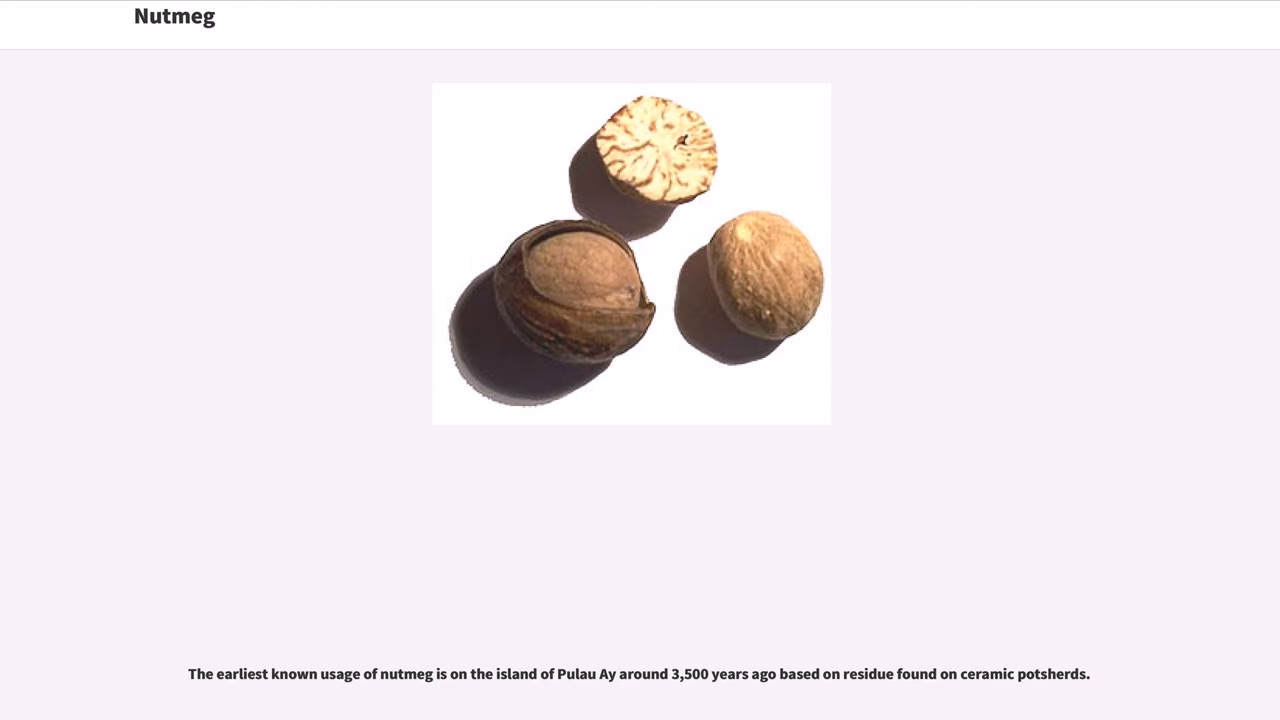 Nutmeg
The earliest known usage of nutmeg is on the island of Pulau Ay around 3,500 years ago based on residue found on ceramic potsherds.